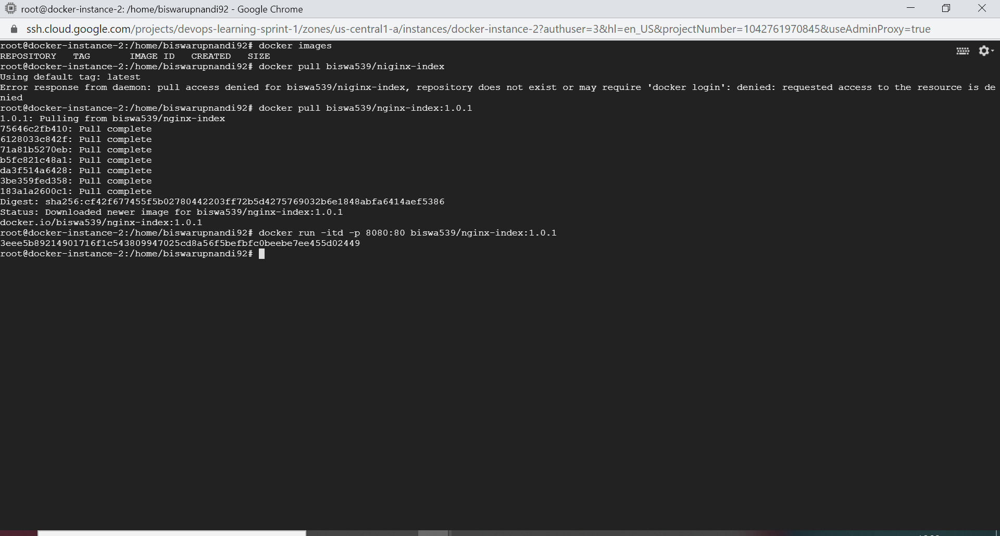 root@docker-instance-2: /home/biswarupnandi92 - Google Chrome
ssh.cloud.google.com/projects/devops-learning-sprint-1/zones/us-central1-a/instances/docker-instance-2?authuser=3&hl=en_US&projectNumber=1042761970845&useAdminProxy=true
root@docker-instance-2:/home/biswarupnandi92# docker images
REPOSITORY   TAG       IMAGE ID   CREATED   SIZE
root@docker-instance-2:/home/biswarupnandi92# docker pull biswa539/niginx-index
Using default tag: latest
Error response from daemon: pull access denied for biswa539/niginx-index, repository does not exist or may require 'docker login': denied: requested access to the resource is de
nied
root@docker-instance-2:/home/biswarupnandi92# docker pull biswa539/nginx-index:1.0.1
1.0.1: Pulling from biswa539/nginx-index
75646c2fb410: Pull complete
6128033c842f: Pull complete
71a81b5270eb: Pull complete
b5fc821c48a1: Pull complete
da3f514a6428: Pull complete
3be359fed358: Pull complete
183a1a2600c1: Pull complete
Digest: sha256:cf42f677455f5b02780442203ff72b5d4275769032b6e1848abfa6414aef5386
Status: Downloaded newer image for biswa539/nginx-index:1.0.1
docker.io/biswa539/nginx-index:1.0.1
root@docker-instance-2:/home/biswarupnandi92# docker run -itd -p 8080:80 biswa539/nginx-index:1.0.1
3eee5b89214901716f1c543809947025cd8a56f5befbfc0beebe7ee455d02449
root@docker-instance-2:/home/biswarupnandi92#